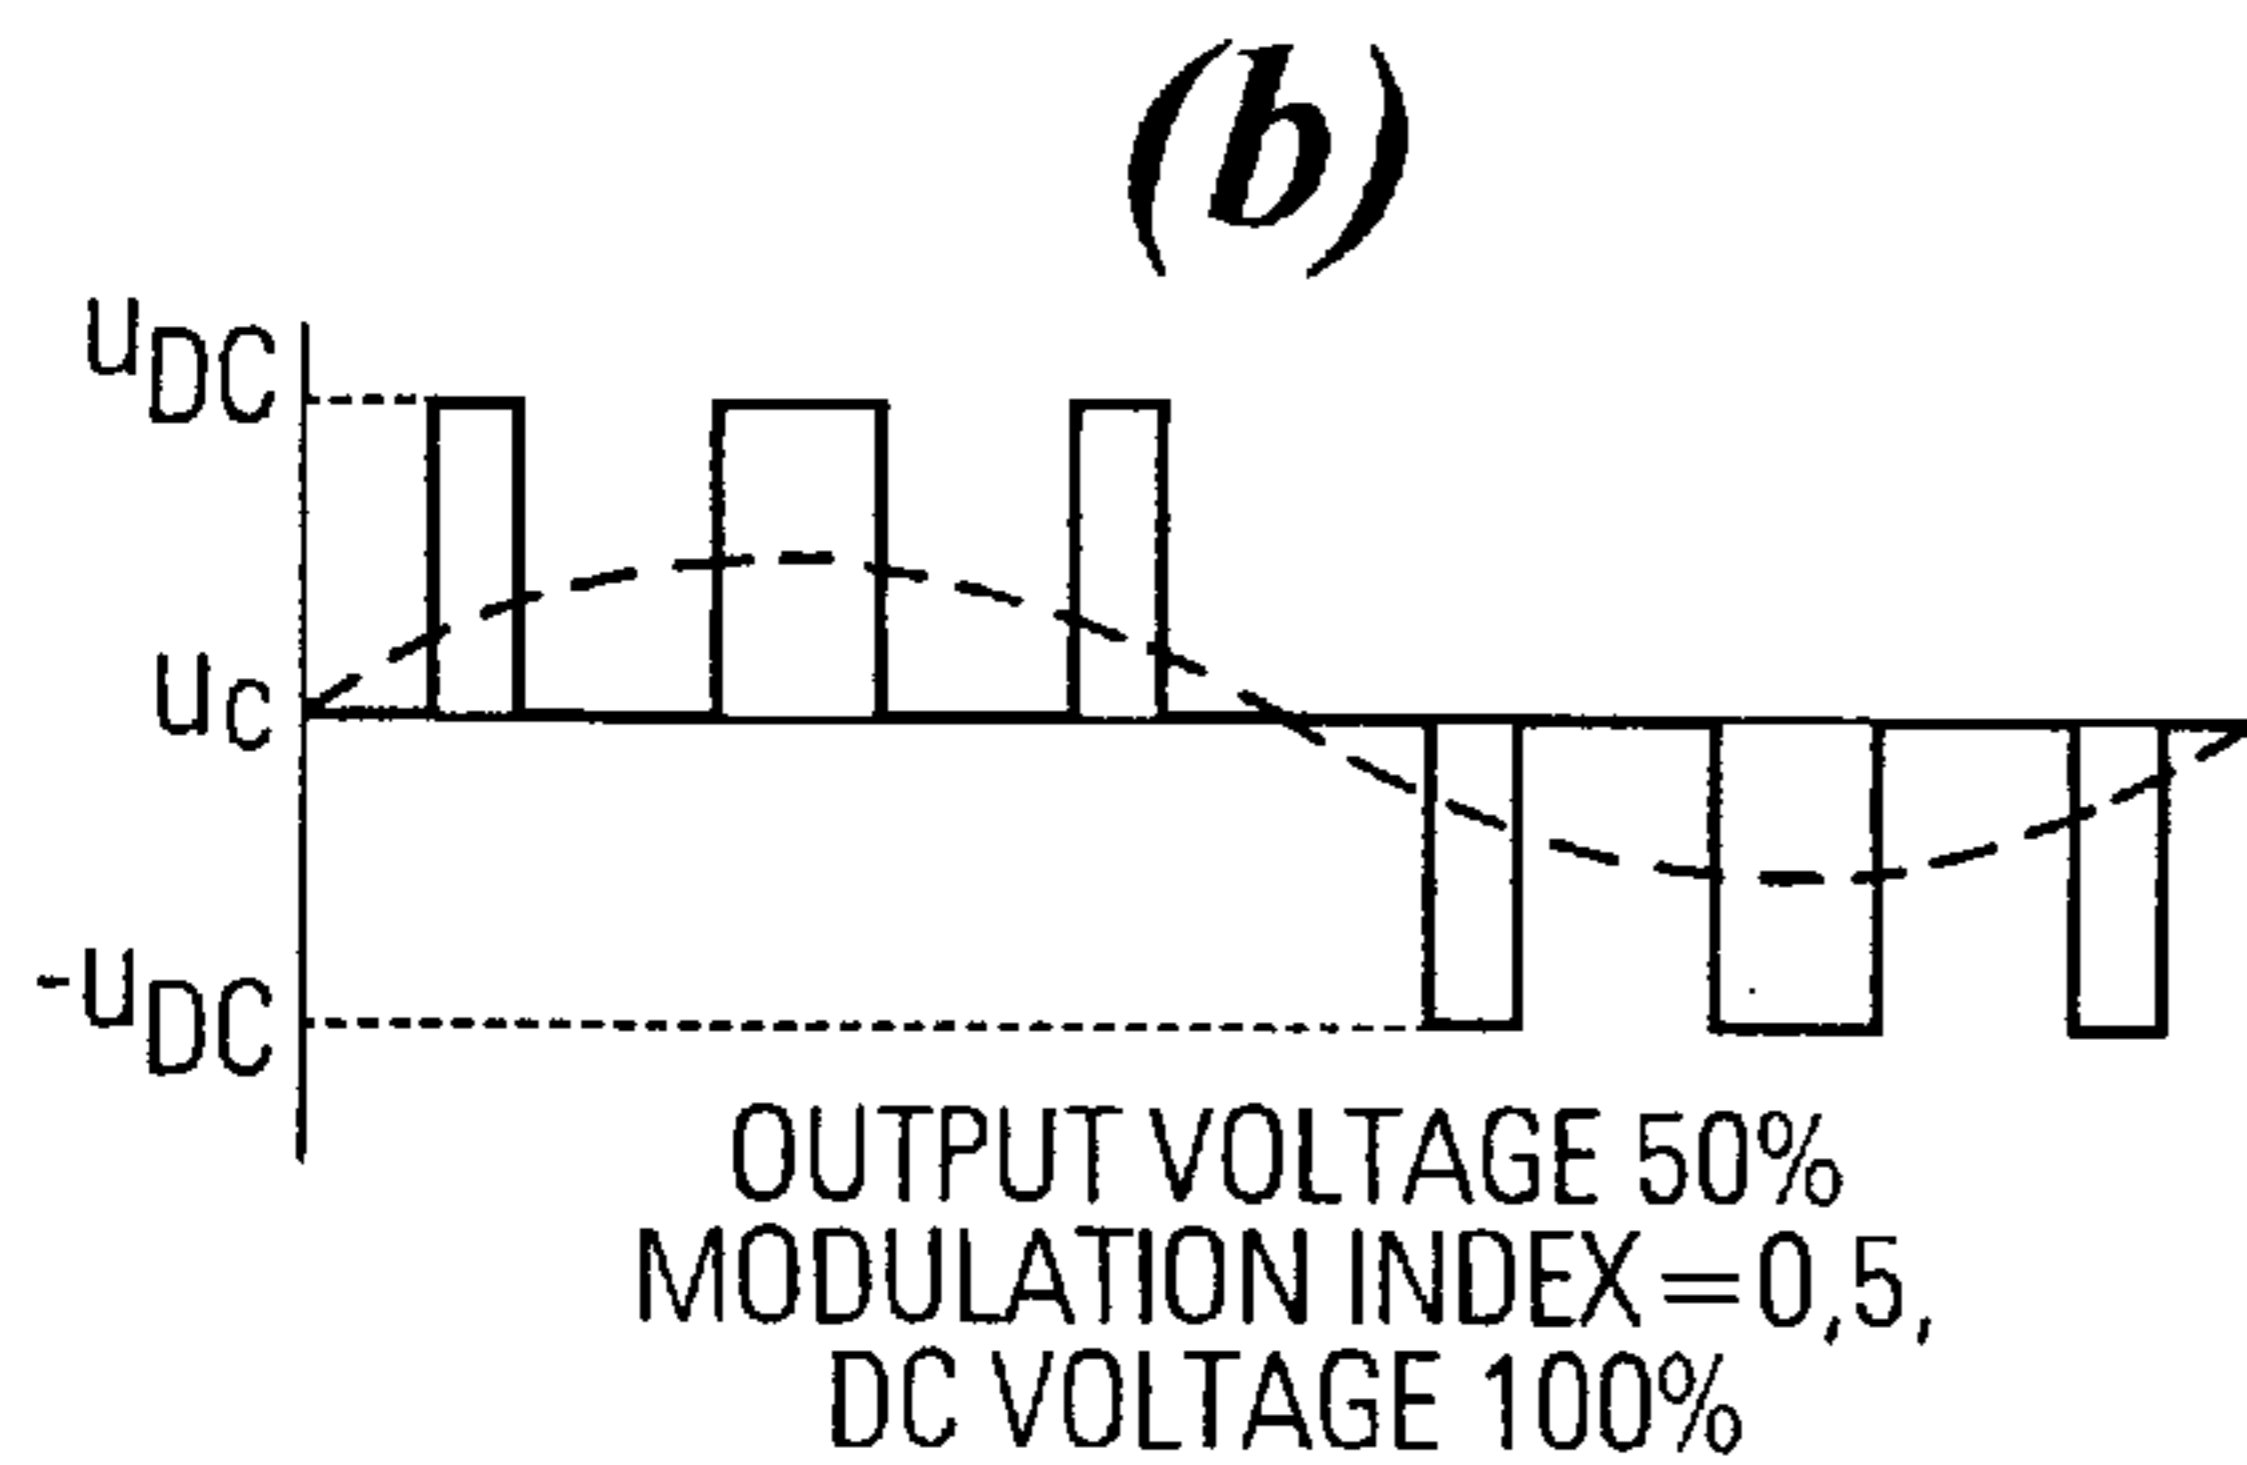 (b)
UDC
UC
-UDC
OUTPUT VOLTAGE 50%
MODULATION INDEX=0,5,
DC VOLTAGE 100%